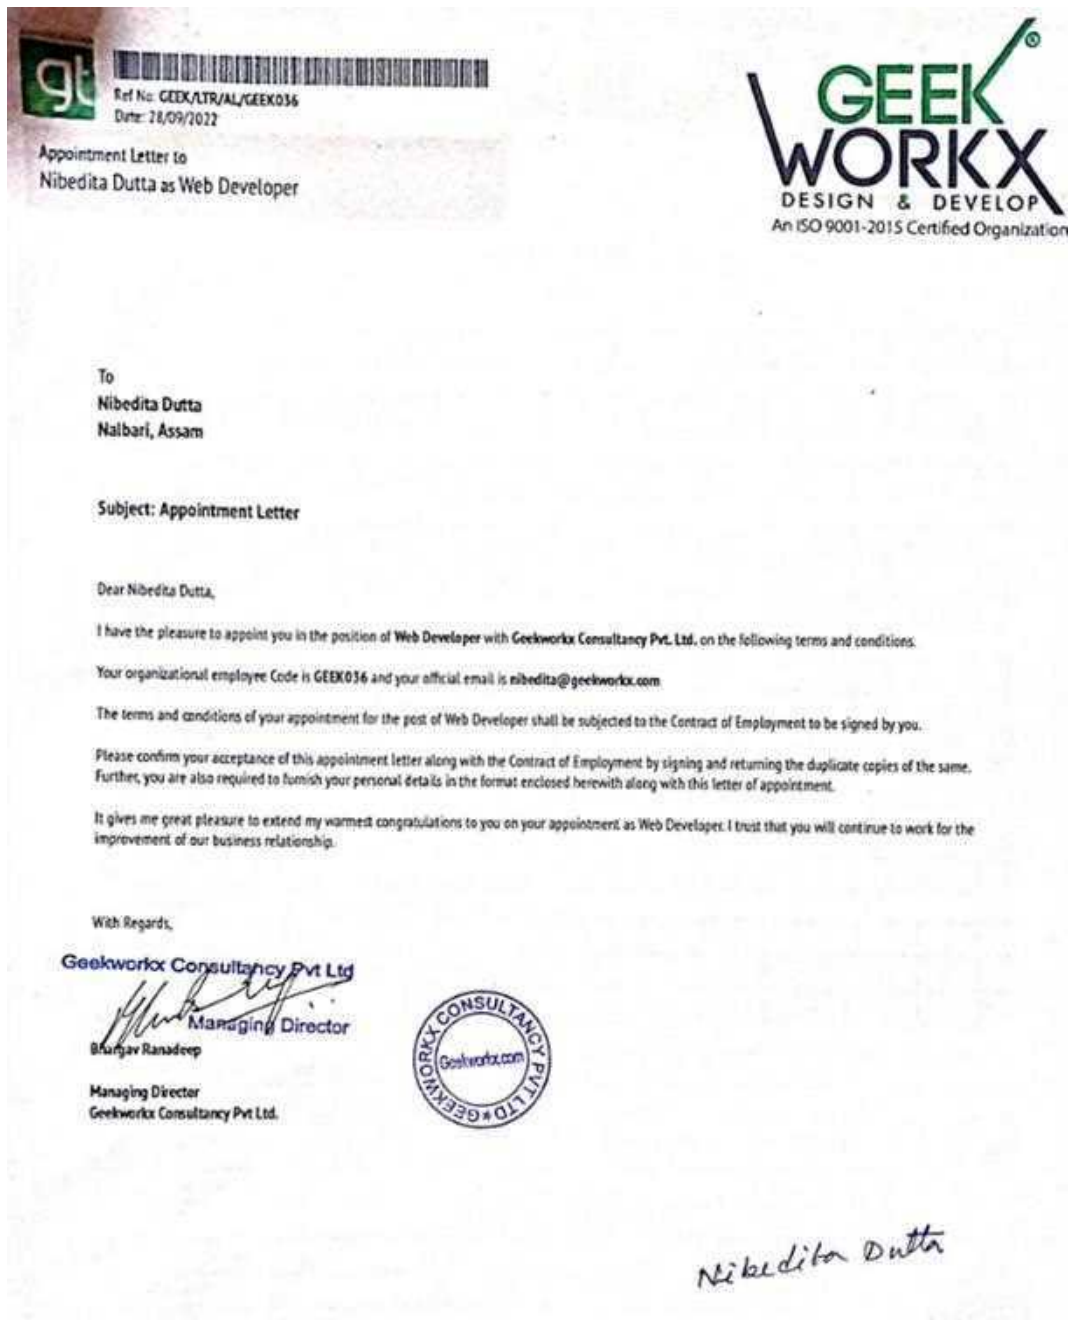 gt
Ref No: GEEK/LTR/AL/GEEK036
Date: 28/09/2022
Appointment Letter to
Nibedita Dutta as Web Developer
GEEK
WORKX
DESIGN & DEVELOP
An ISO 9001-2015 Certified Organization
To
Nibedita Dutta
Nalbari, Assam
Subject: Appointment Letter
Dear Nibedita Dutta,
I have the pleasure to appoint you in the position of Web Developer with Geekworkx Consultancy Pvt. Ltd. on the following terms and conditions.
Your organizational employee Code is GEEK036 and your official email is nibedita@geekworkx.com
The terms and conditions of your appointment for the post of Web Developer shall be subjected to the Contract of Employment to be signed by you.
Please confirm your acceptance of this appointment letter along with the Contract of Employment by signing and returning the duplicate copies of the same.
Further, you are also required to furnish your personal details in the format enclosed herewith along with this letter of appointment.
It gives me great pleasure to extend my warmest congratulations to you on your appointment as Web Developer. I trust that you will continue to work for the
improvement of our business relationship.
With Regards,
Geekworkx Consultancy Pvt Ltd
Managing Director
Bhargav Ranadeep
Managing Director
Geekworkx Consultancy Pvt Ltd.
GEEKWORKX CONSULTANCY PVT LTD
Geekworkx.com
Nibedita Dutta